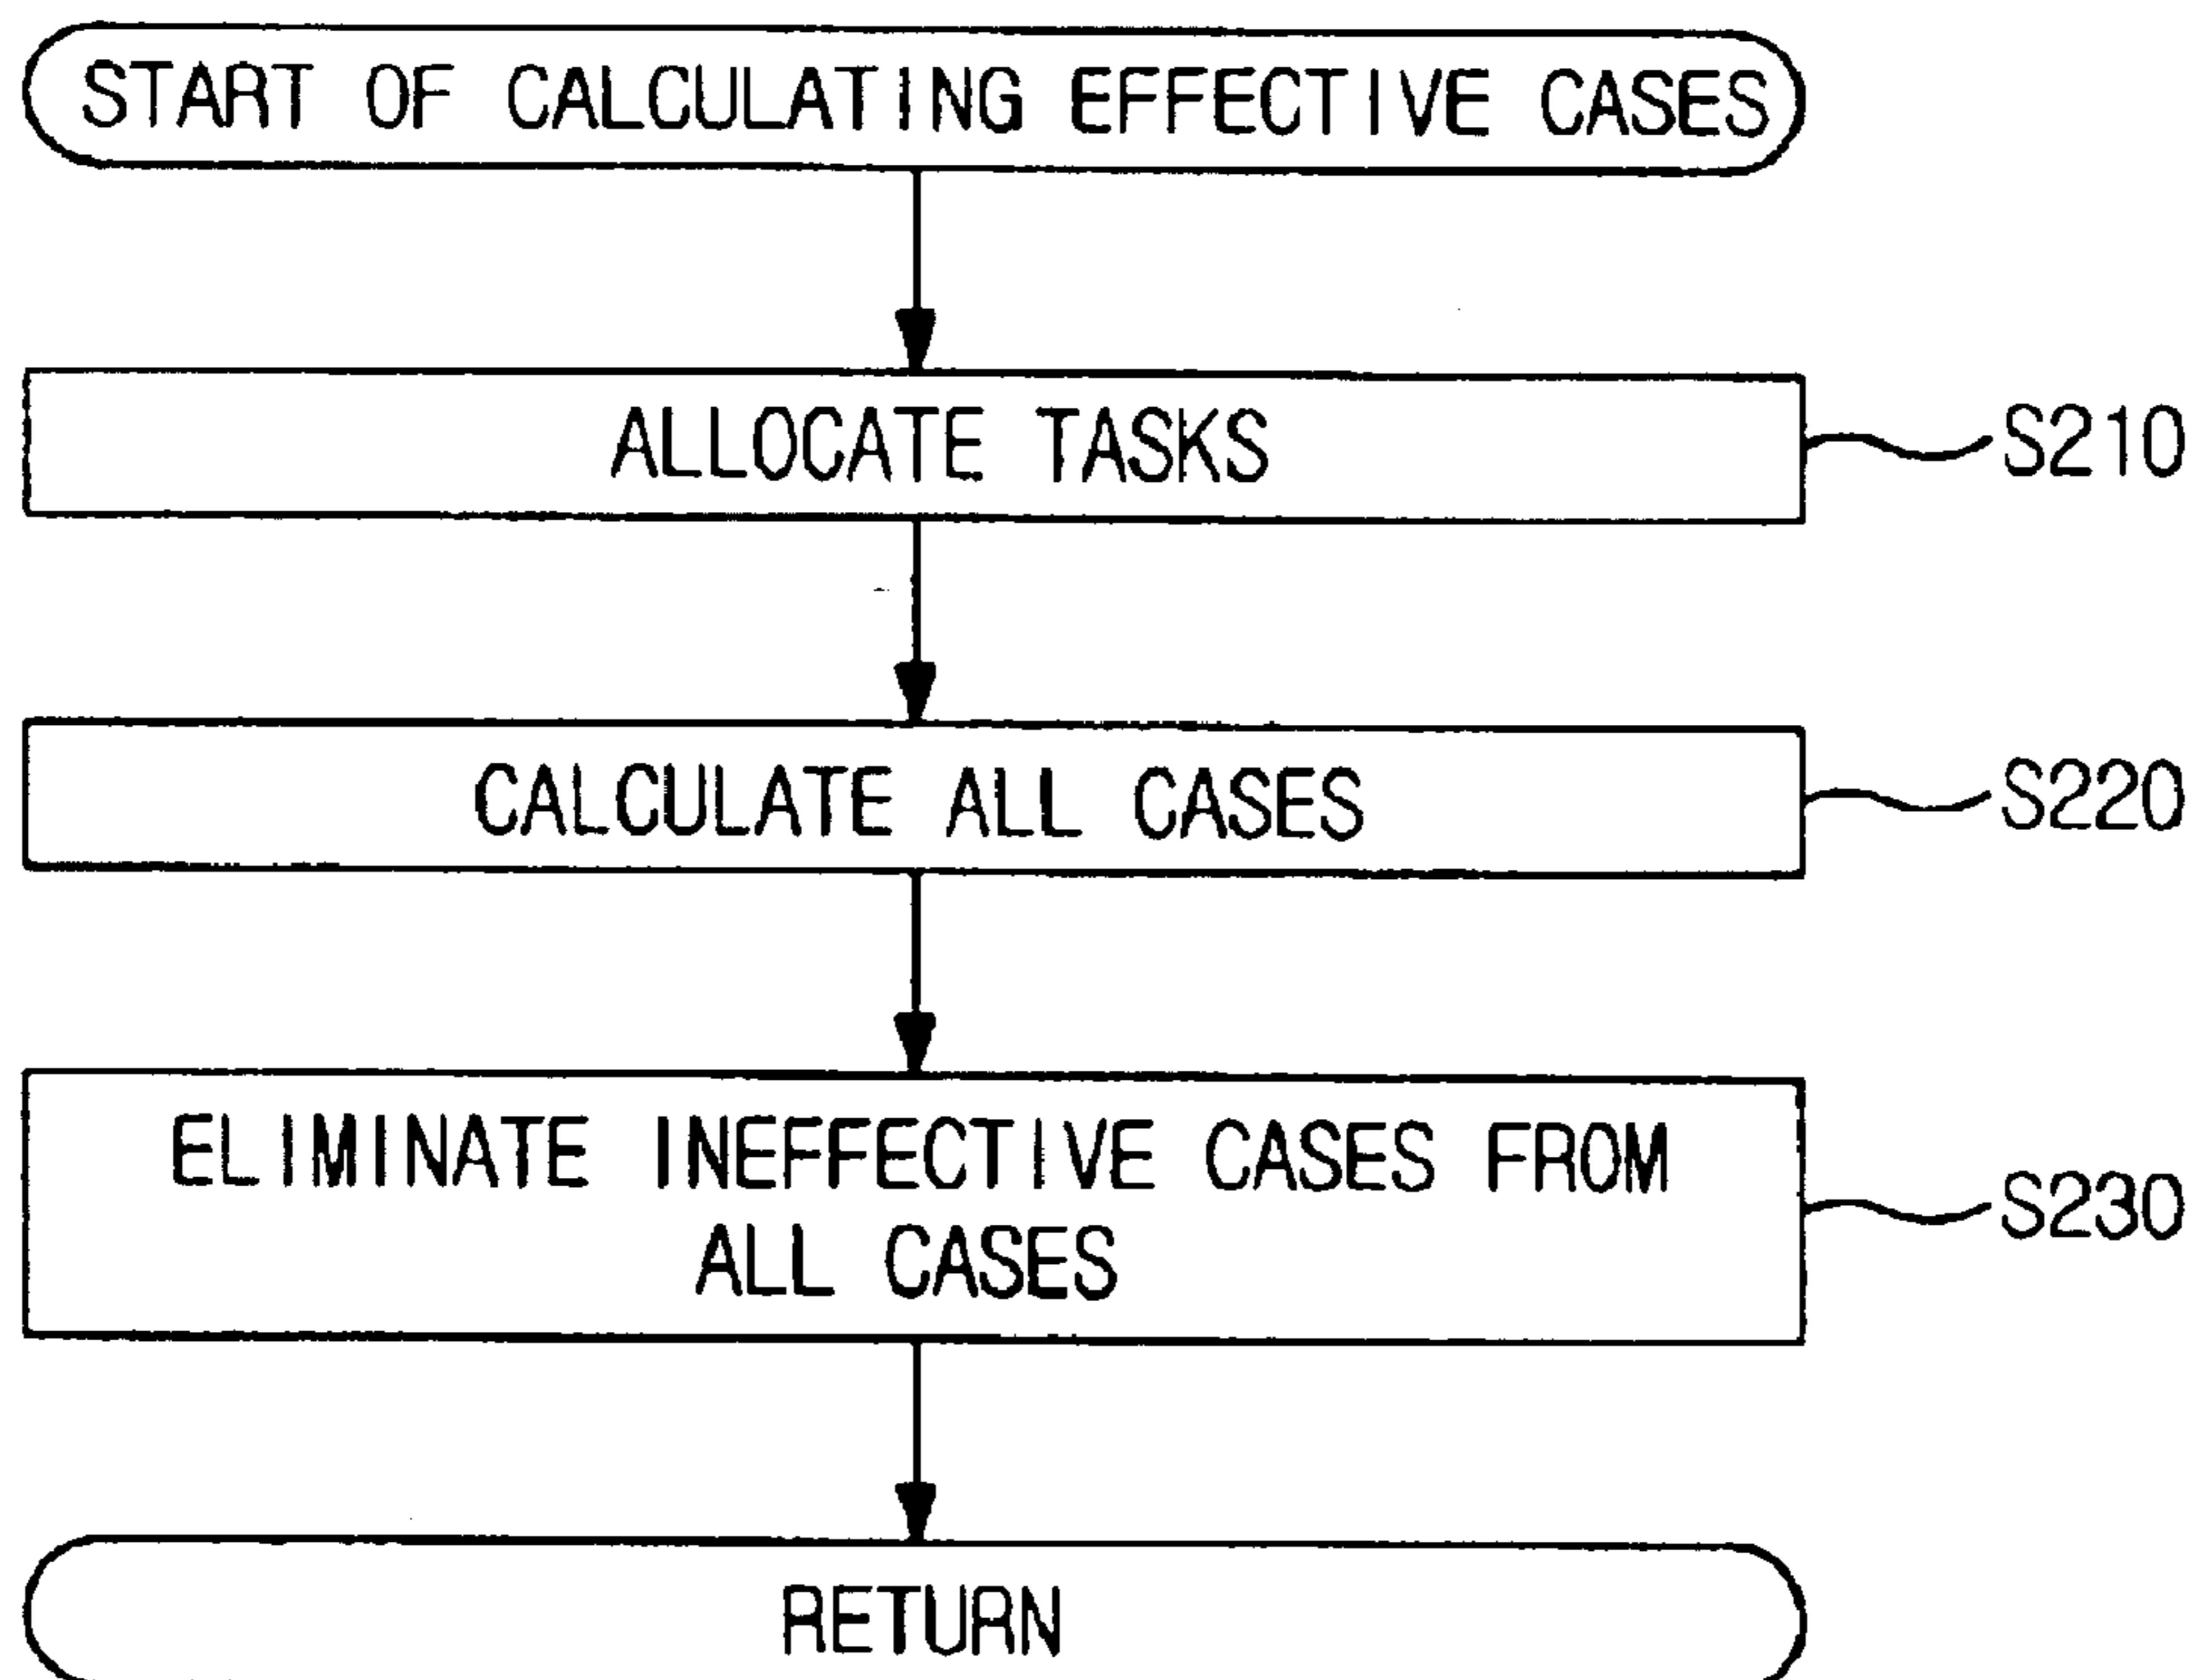 START OF CALCULATING EFFECTIVE CASES
ALLOCATE TASKS
S210
CALCULATE ALL CASES
S220
ELIMINATE INEFFECTIVE CASES FROM
ALL CASES
S230
RETURN